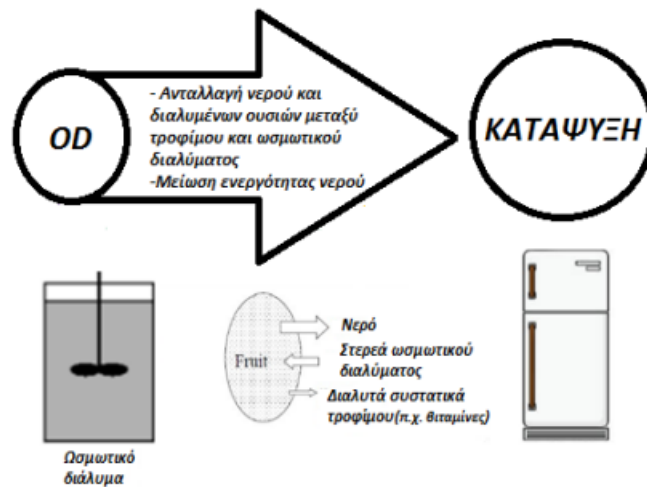 OD
- Ανταλλαγή νερού και
διαλυμένων ουσιών μεταξύ
τροφίμου και ωσμωτικού
διαλύματος
-Μείωση ενεργότητας νερού
ΚΑΤΑΨΥΞΗ
Fruit
Νερό
Στερεά ωσμωτικού
διαλύματος
Διαλυτά συστατικά
τροφίμου(π.χ. βιταμίνες)
Ωσμωτικό
διάλυμα